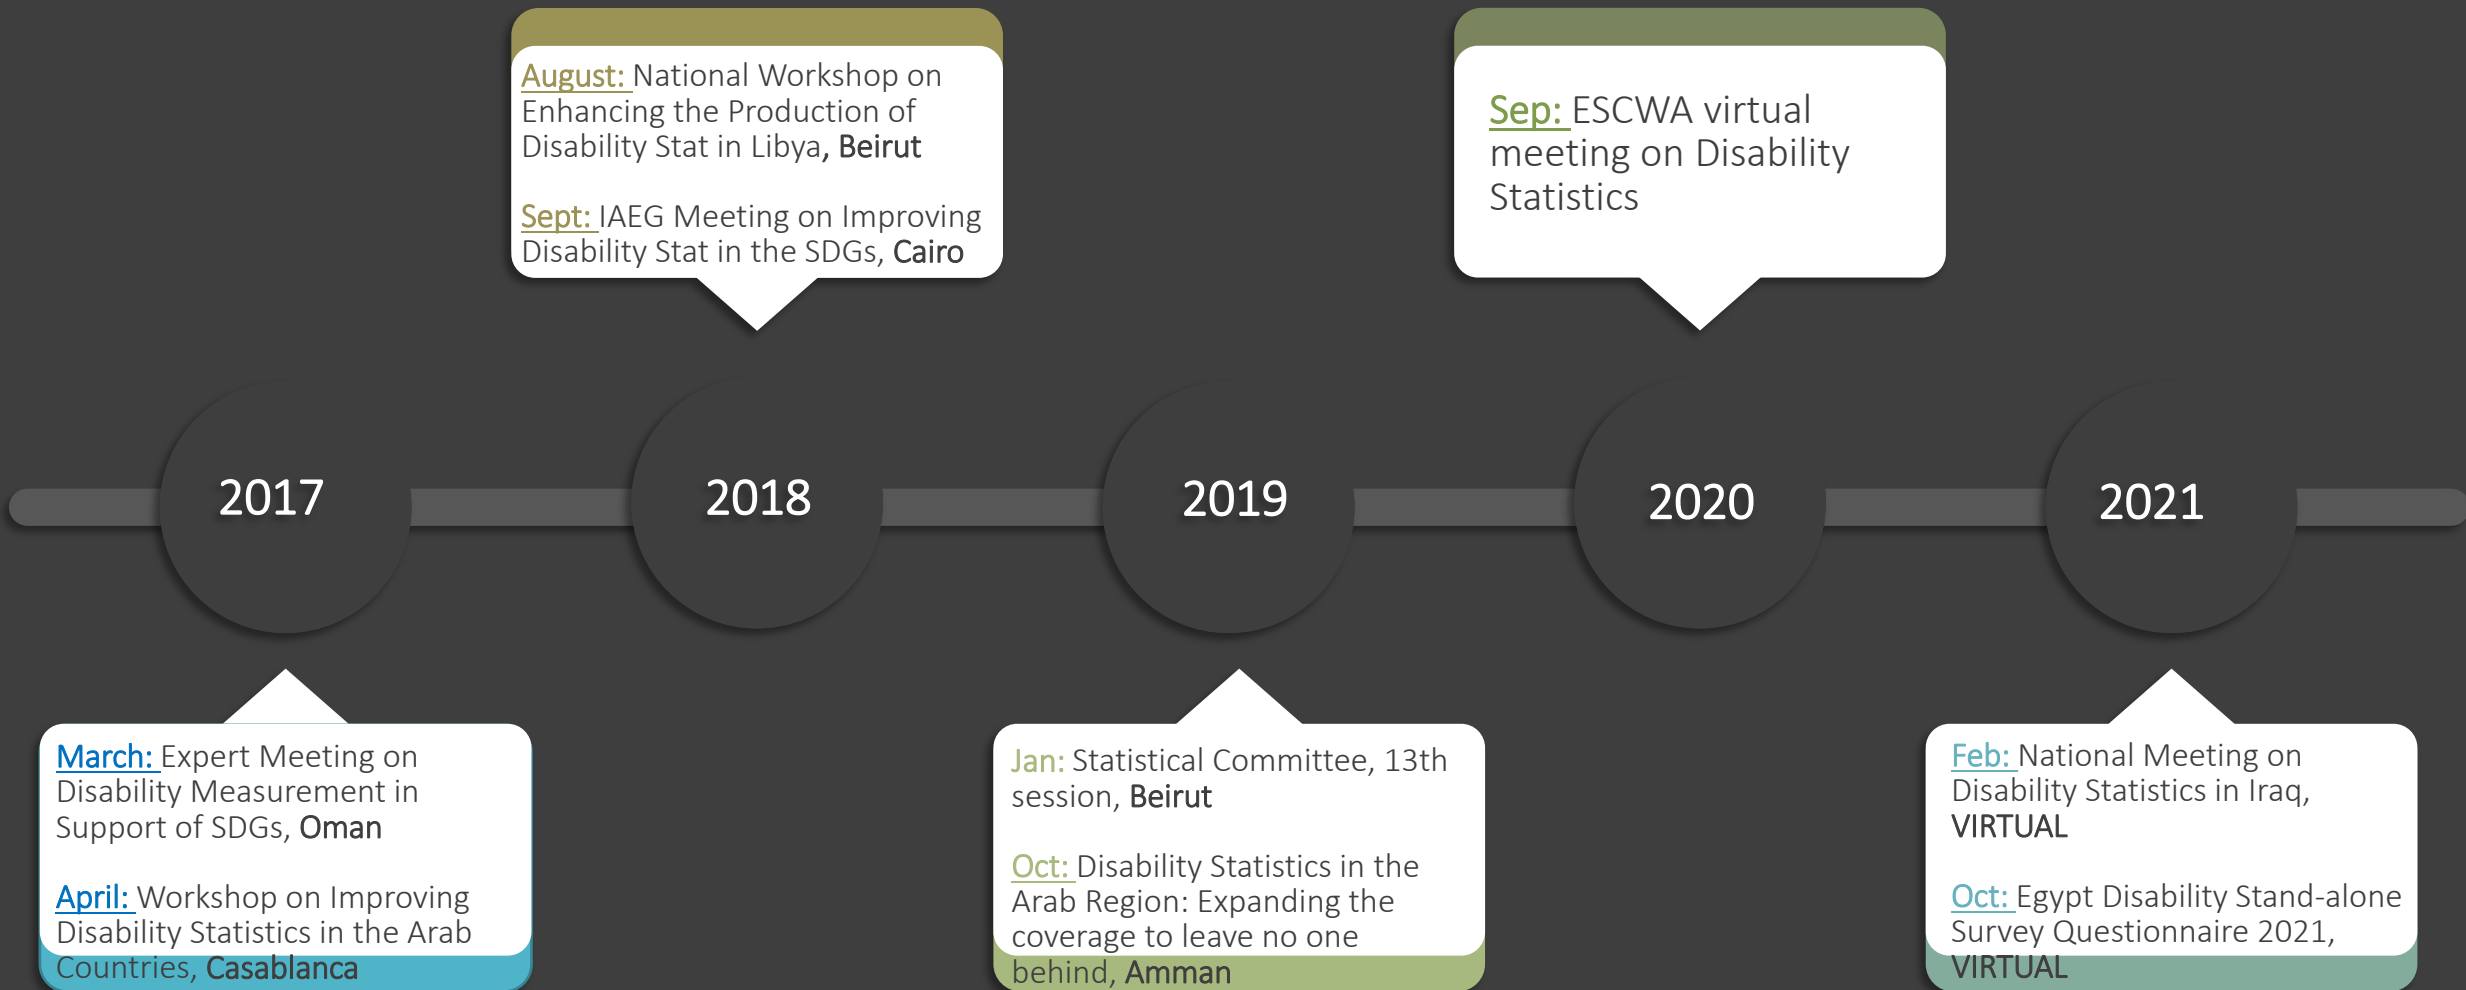 August: National Workshop on
Enhancing the Production of
Disability Stat in Libya, Beirut
Sept: IAEG Meeting on Improving
Disability Stat in the SDGs, Cairo
Sep: ESCWA virtual
meeting on Disability
Statistics
2017
2018
2019
2020
2021
March: Expert Meeting on
Disability Measurement in
Support of SDGs, Oman
April: Workshop on Improving
Disability Statistics in the Arab
Countries, Casablanca
Jan: Statistical Committee, 13th
session, Beirut
Oct: Disability Statistics in the
Arab Region: Expanding the
coverage to leave no one
behind, Amman
Feb: National Meeting on
Disability Statistics in Iraq,
VIRTUAL
Oct: Egypt Disability Stand-alone
Survey Questionnaire 2021,
VIRTUAL